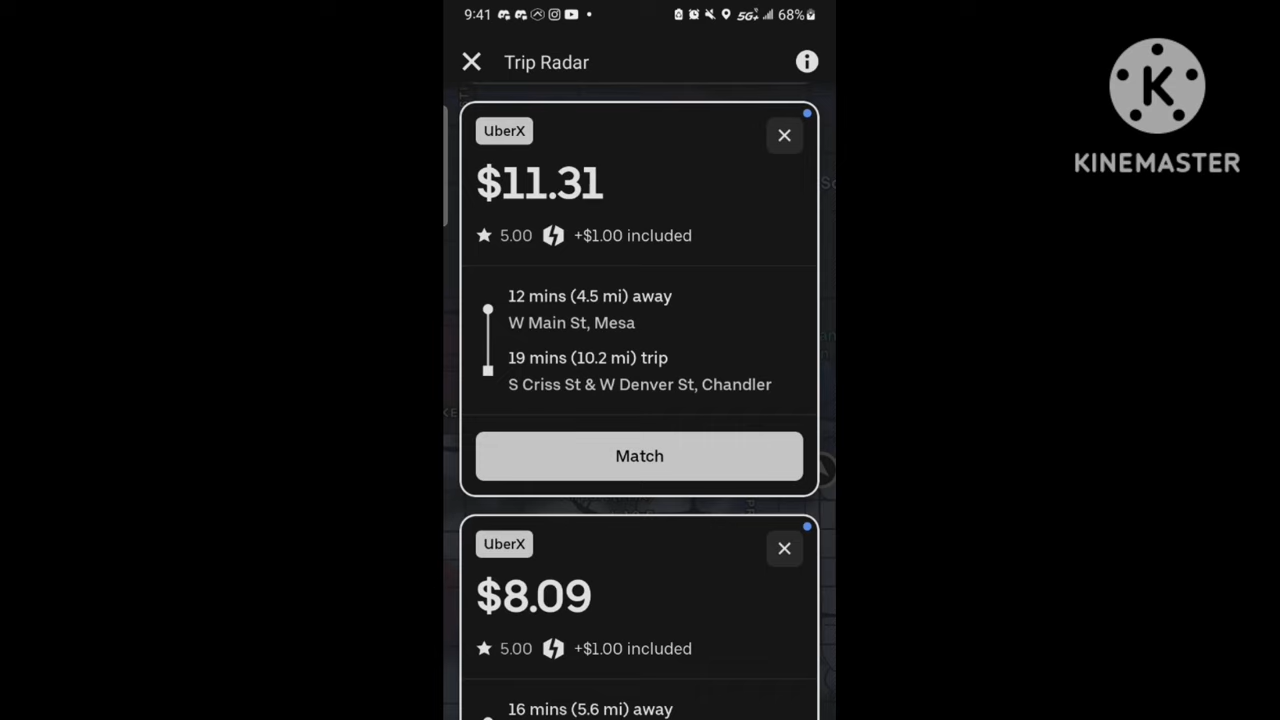 9:41
5G+
68%
Trip Radar
KINEMASTER
UberX
$11.31
5.00 +$1.00 included
12 mins (4.5 mi) away
W Main St, Mesa
19 mins (10.2 mi) trip
S Criss St & W Denver St, Chandler
Match
UberX
$8.09
5.00 +$1.00 included
16 mins (5.6 mi) away